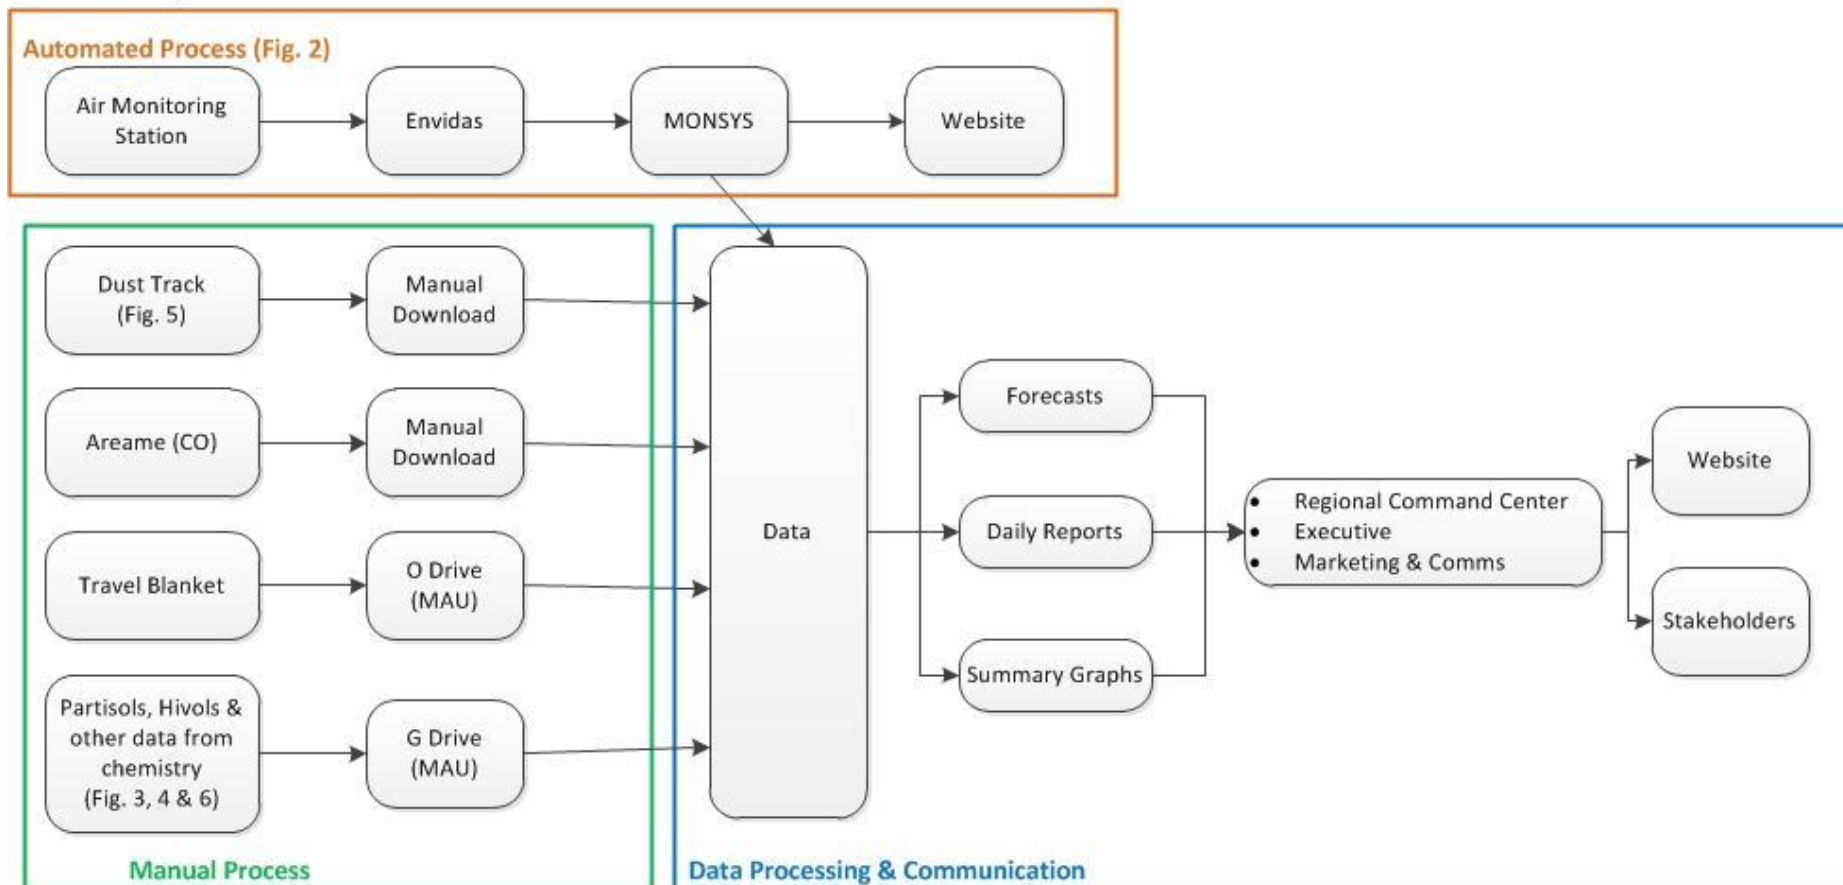 Automated Process (Fig. 2)
Air Monitoring
Station
Envidas
MONSYS
Website
Dust Track
(Fig. 5)
Manual
Download
Areame (CO)
Manual
Download
Travel Blanket
O Drive
(MAU)
Partisols, Hivols &
other data from
chemistry
(Fig. 3, 4 & 6)
G Drive
(MAU)
Manual Process
Data
Forecasts
Daily Reports
Summary Graphs
• Regional Command Center
• Executive
• Marketing & Comms
Website
Stakeholders
Data Processing & Communication